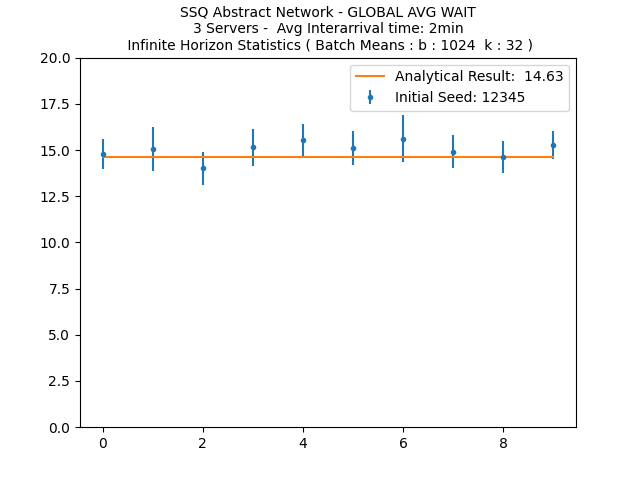 SSQ Abstract Network - GLOBAL AVG WAIT
3 Servers - Avg Interarrival time: 2min
Infinite Horizon Statistics ( Batch Means : b : 1024 k : 32 )
Analytical Result: 14.63
Initial Seed: 12345
20.0
17.5
15.0
12.5
10.0
7.5
5.0
2.5
0.0
0 2 4 6 8